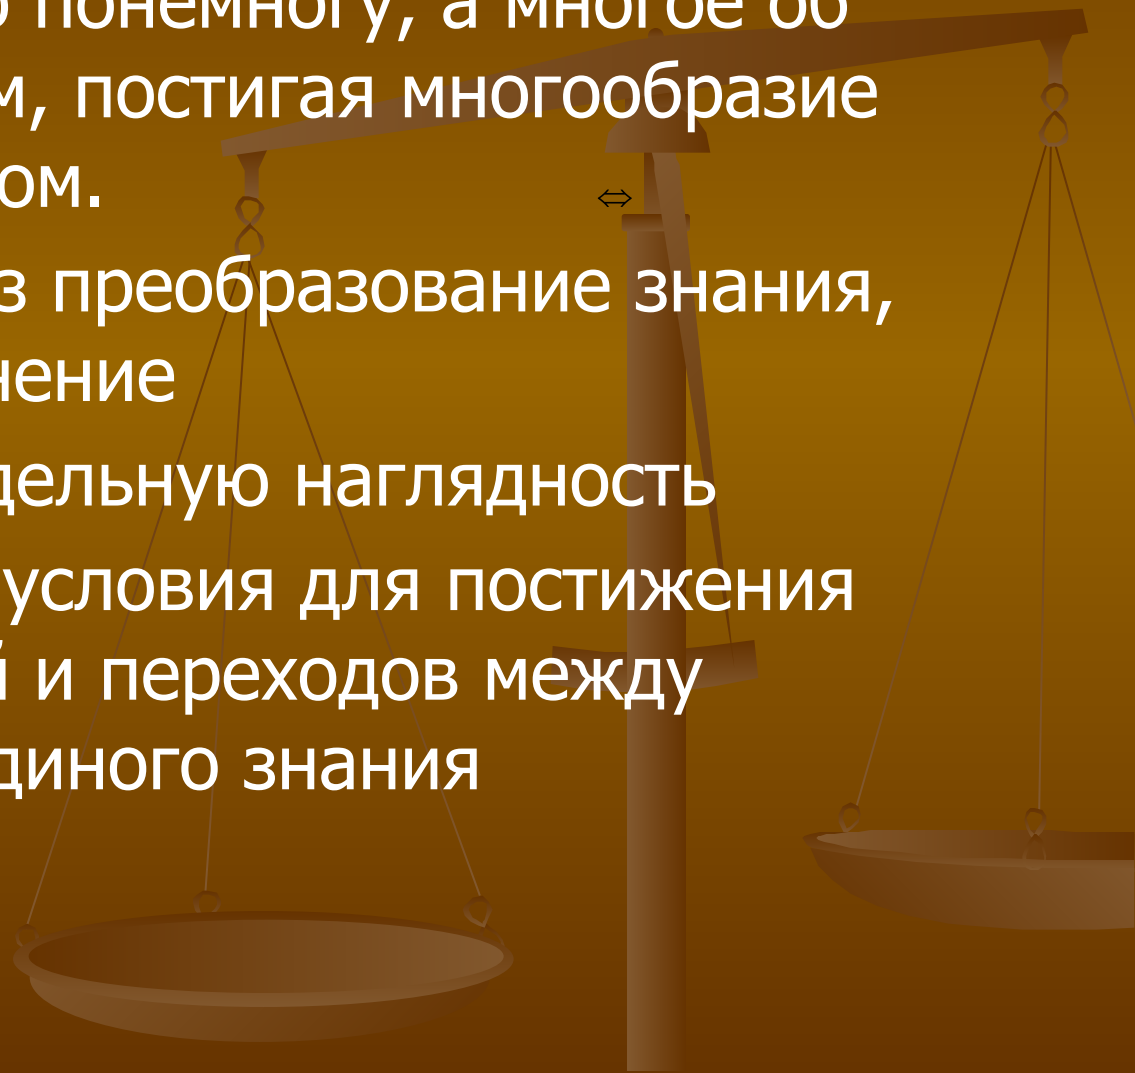 понемногу, а многое об
м, постигая многообразие
ом.
⇔
з преобразование знания,
нение
дельную наглядность
условия для постижения
й и переходов между
диного знания